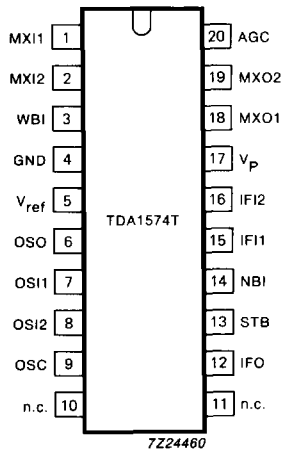 MXI1 1 20 AGC
MXI2 2 19 MXO2
WBI 3 18 MXO1
GND 4 17 Vp
Vref 5 16 IFI2
TDA1574T
OSO 6 15 IFI1
OSI1 7 14 NBI
OSI2 8 13 STB
OSC 9 12 IFO
n.c. 10 11 n.c.
7Z24460